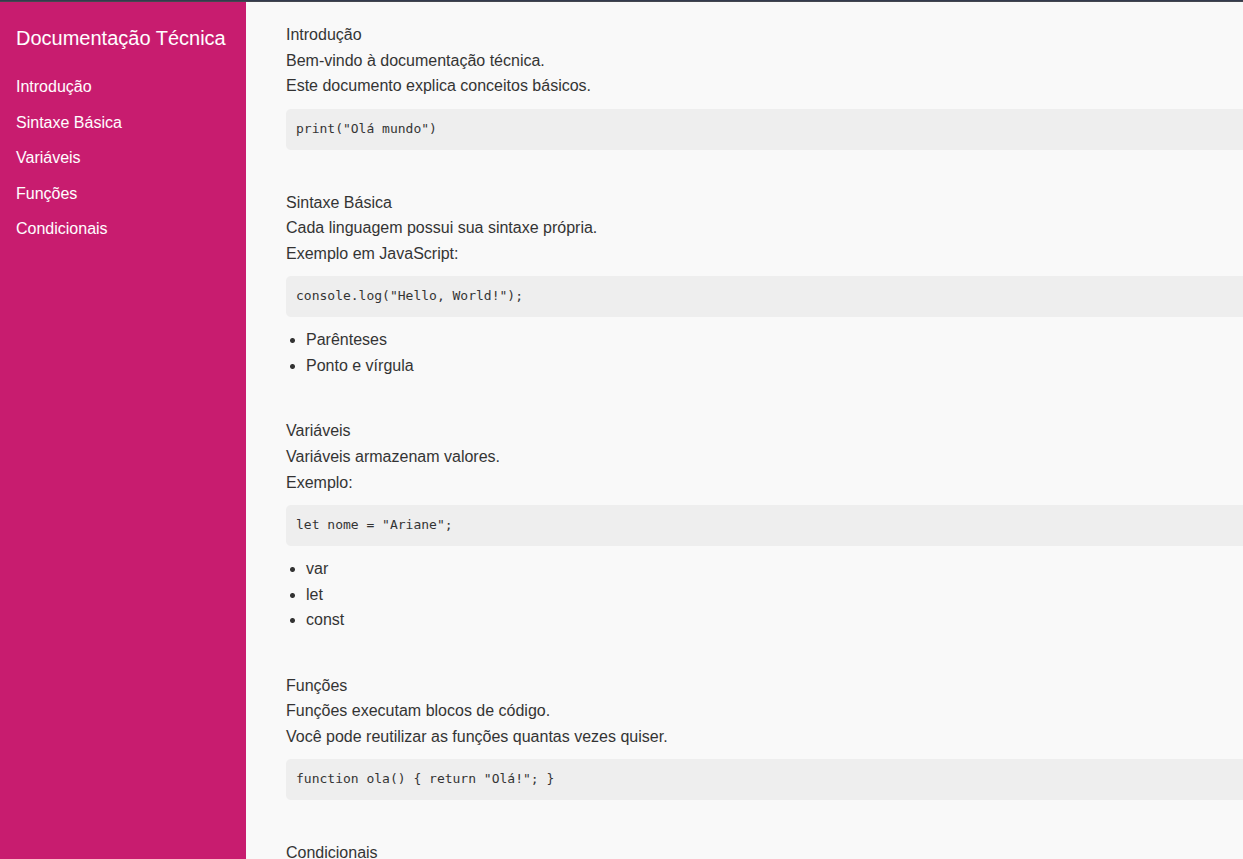 Documentação Técnica
Introdução
Sintaxe Básica
Variáveis
Funções
Condicionais
Introdução
Bem-vindo à documentação técnica.
Este documento explica conceitos básicos.
print("Olá mundo")
Sintaxe Básica
Cada linguagem possui sua sintaxe própria.
Exemplo em JavaScript:
console.log("Hello, World!");
Parênteses
Ponto e vírgula
Variáveis
Variáveis armazenam valores.
Exemplo:
let nome = "Ariane";
var
let
const
Funções
Funções executam blocos de código.
Você pode reutilizar as funções quantas vezes quiser.
function ola() { return "Olá!"; }
Condicionais